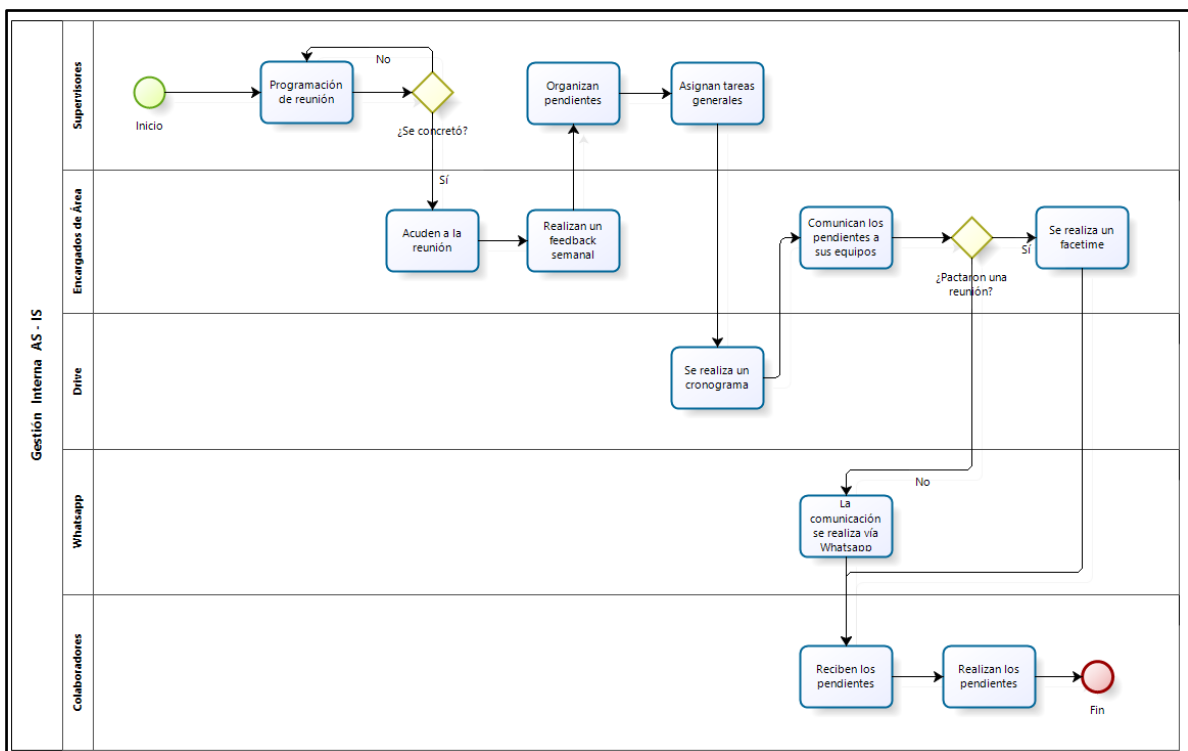 Gestión Interna AS - IS
Supervisores
Inicio
Programación
de reunión
No
¿Se concretó?
Sí
Organizan
pendientes
Asignan tareas
generales
Encargados de Área
Acuden a la
reunión
Realizan un
feedback
semanal
Comunican los
pendientes a
sus equipos
¿Pactaron una
reunión?
Sí
Se realiza un
facetime
Drive
Se realiza un
cronograma
Whatsapp
No
La
comunicación
se realiza vía
Whatsapp
Colaboradores
Reciben los
pendientes
Realizan los
pendientes
Fin